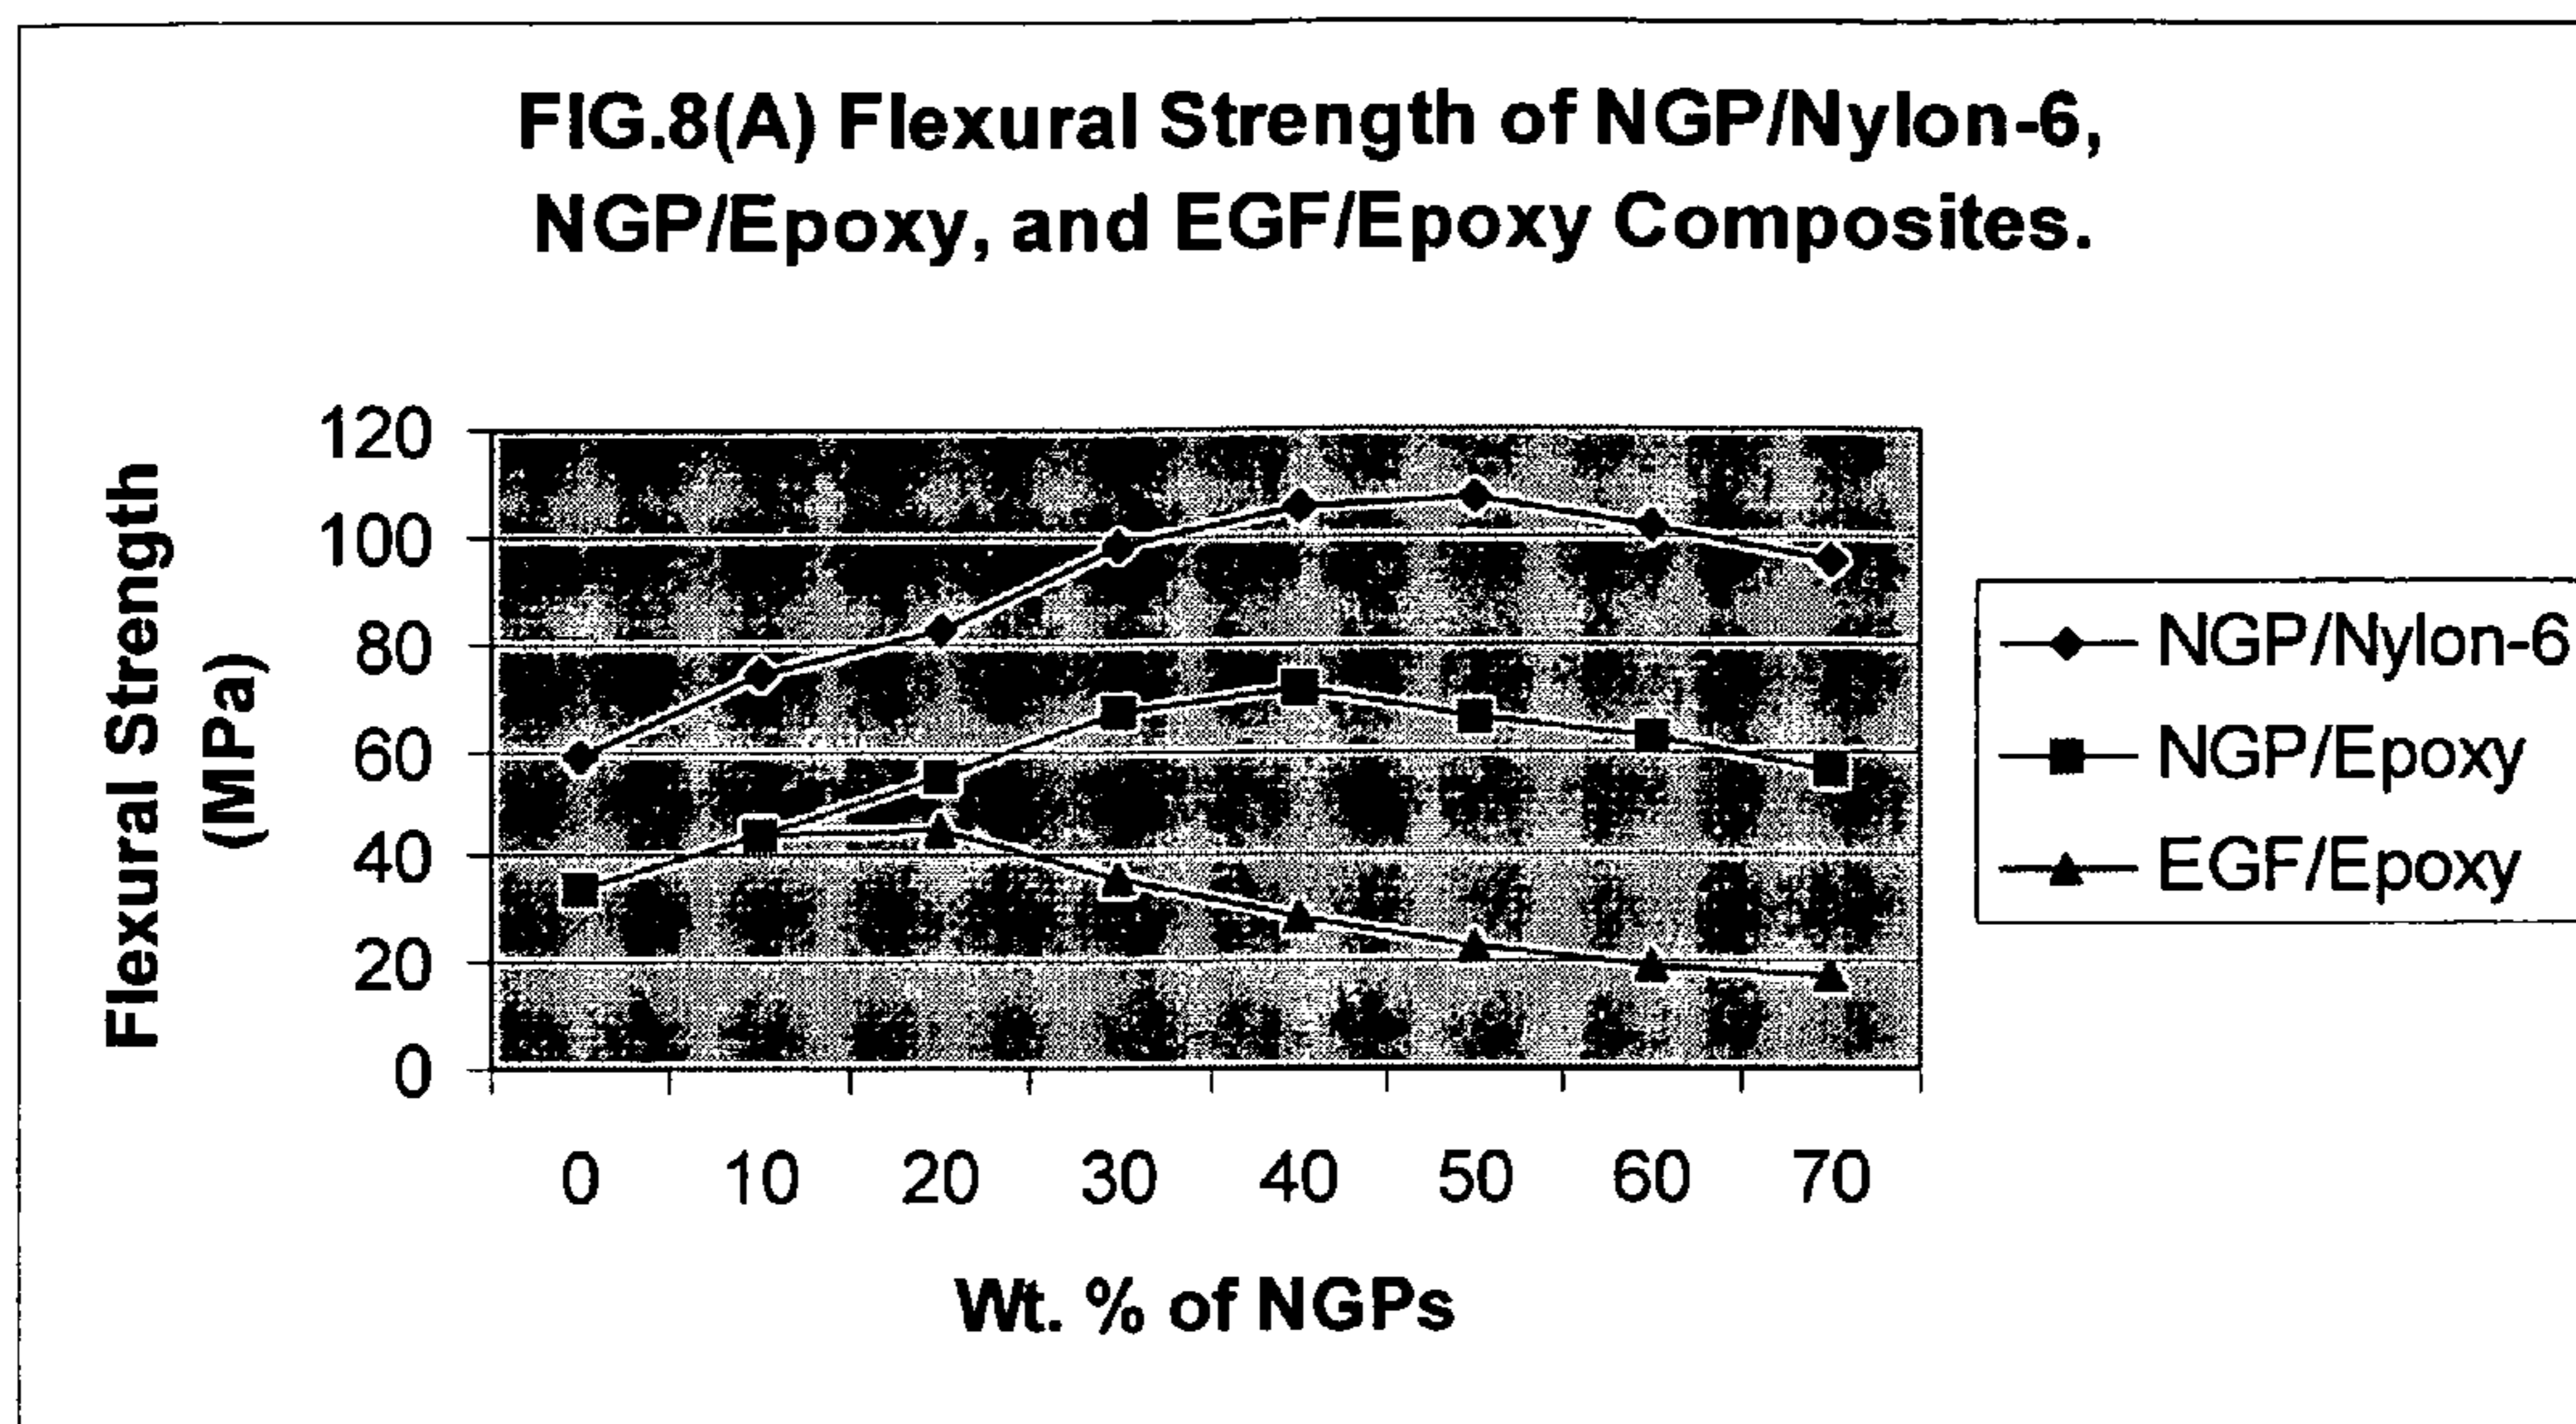 FIG.8(A) Flexural Strength of NGP/Nylon-6,
NGP/Epoxy, and EGF/Epoxy Composites.
Flexural Strength
(MPa)
120
100
80
60
40
20
0
0 10 20 30 40 50 60 70
Wt. % of NGPs
NGP/Nylon-6
NGP/Epoxy
EGF/Epoxy